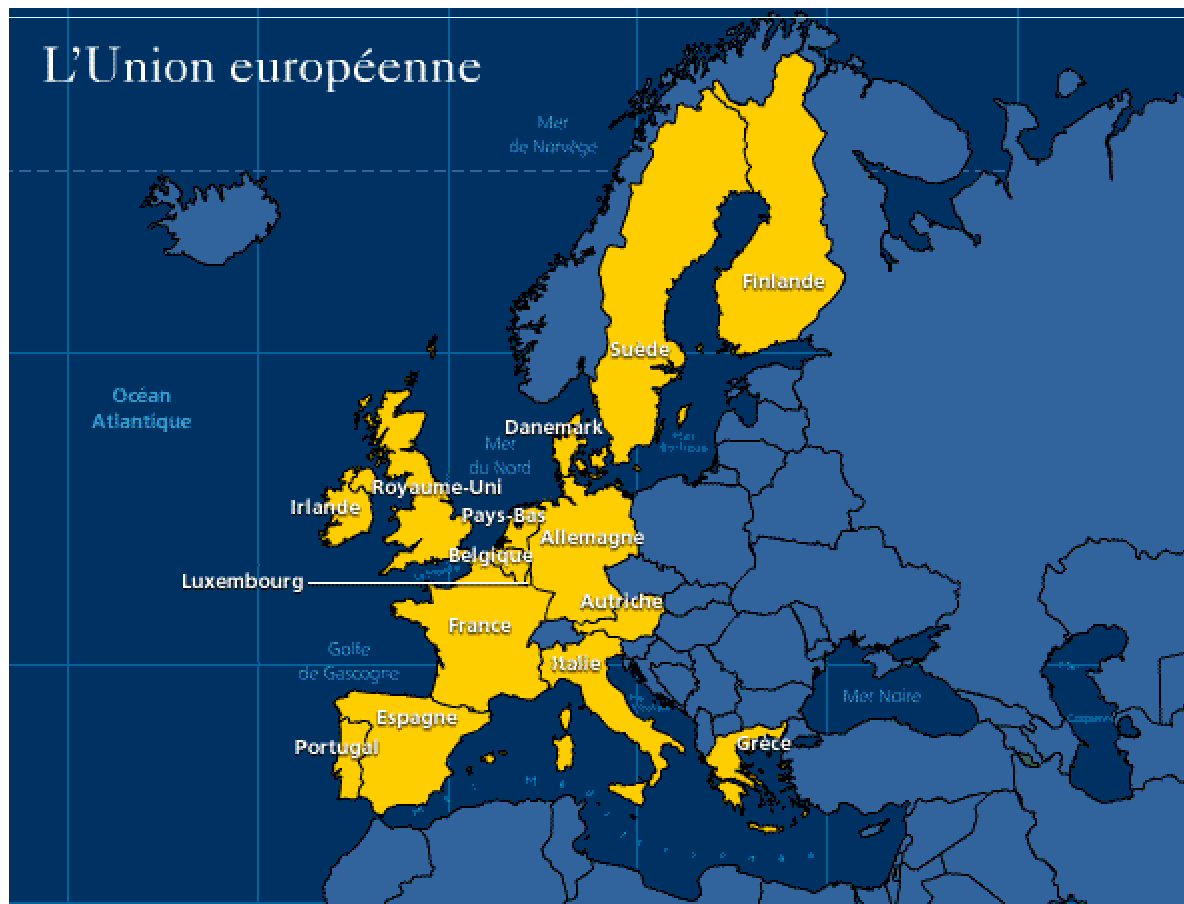 L'Union européenne
Mer
de Norvège
Finlande
Suède
Océan
Atlantique
Danemark
Mer
du Nord
Royaume-Uni
Irlande
Pays-Bas
Allemagne
Belgique
Luxembourg
Autriche
France
Golfe
de Gascogne
Italie
Mer Noire
Espagne
Portugal
Grèce